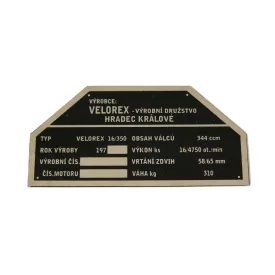 VÝROBCE:
VELOREX - VÝROBNÍ DRUŽSTVO
HRADEC KRÁLOVÉ
TYP VELOREX 16/350 OBSAH VÁLCŮ 344 ccm
ROK VÝROBY 197 VÝKON ks 16/4750 ot./min
VÝROBNÍ ČÍS. VRTÁNÍ ZDVIH 58/65 mm
ČÍS.MOTORU VÁHA kg 310